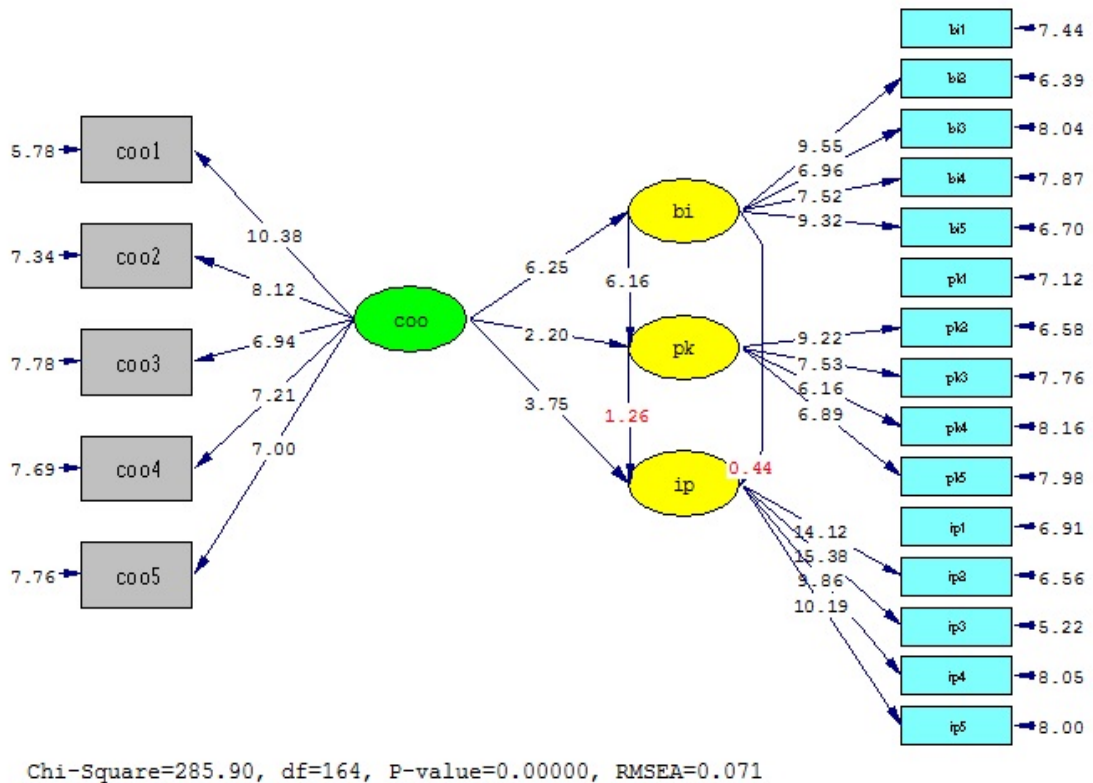 5.78
coo1
7.34
coo2
7.78
coo3
7.69
coo4
7.76
coo5
10.38
8.12
6.94
7.21
7.00
coo
6.25
2.20
3.75
bi
6.16
pk
1.26
ip
0.44
9.55
6.96
7.52
9.32
9.22
7.53
6.16
6.89
14.12
15.38
9.86
10.19
bi1 7.44
bi2 6.39
bi3 8.04
bi4 7.87
bi5 6.70
pk1 7.12
pk2 6.58
pk3 7.76
pk4 8.16
pk5 7.98
ip1 6.91
ip2 6.56
ip3 5.22
ip4 8.05
ip5 8.00
Chi-Square=285.90, df=164, P-value=0.00000, RMSEA=0.071